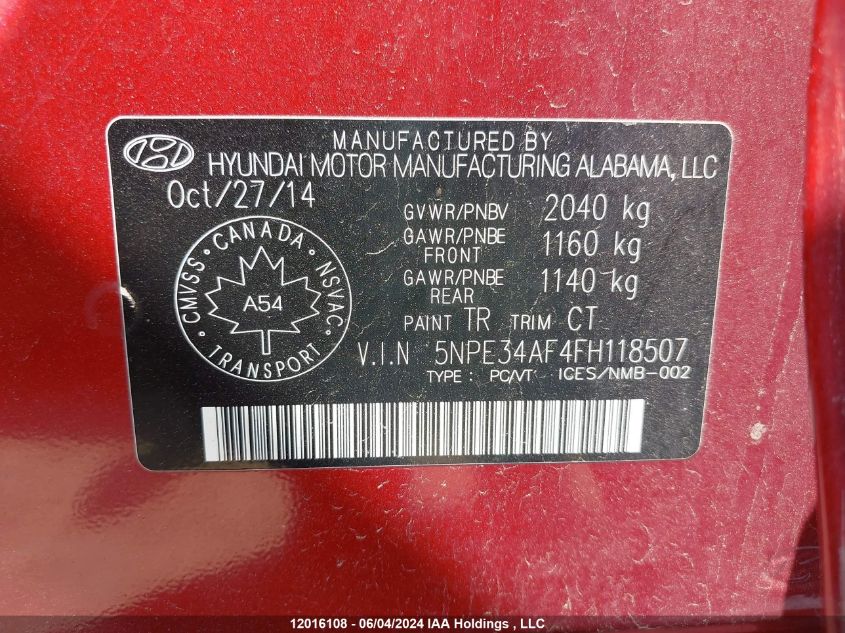 MANUFACTURED BY
HYUNDAI MOTOR MANUFACTURING ALABAMA, LLC
Oct/27/14
GVWR/PNBV 2040 kg
GAWR/PNBE FRONT 1160 kg
GAWR/PNBE REAR 1140 kg
PAINT TR TRIM CT
V.I.N 5NPE34AF4FH118507
TYPE : PC/VT ICES/NMB-002
CMVSS · CANADA · NSVAC
A54
TRANSPORT
12016108 - 06/04/2024 IAA Holdings , LLC